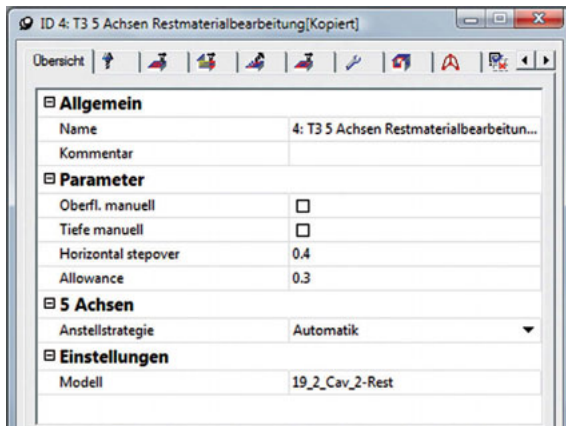 ID 4: T3 5 Achsen Restmaterialbearbeitung[Kopiert]
Übersicht
Allgemein
Name 4: T3 5 Achsen Restmaterialbearbeitun...
Kommentar
Parameter
Oberfl. manuell
Tiefe manuell
Horizontal stepover 0.4
Allowance 0.3
5 Achsen
Anstellstrategie Automatik
Einstellungen
Modell 19_2_Cav_2-Rest